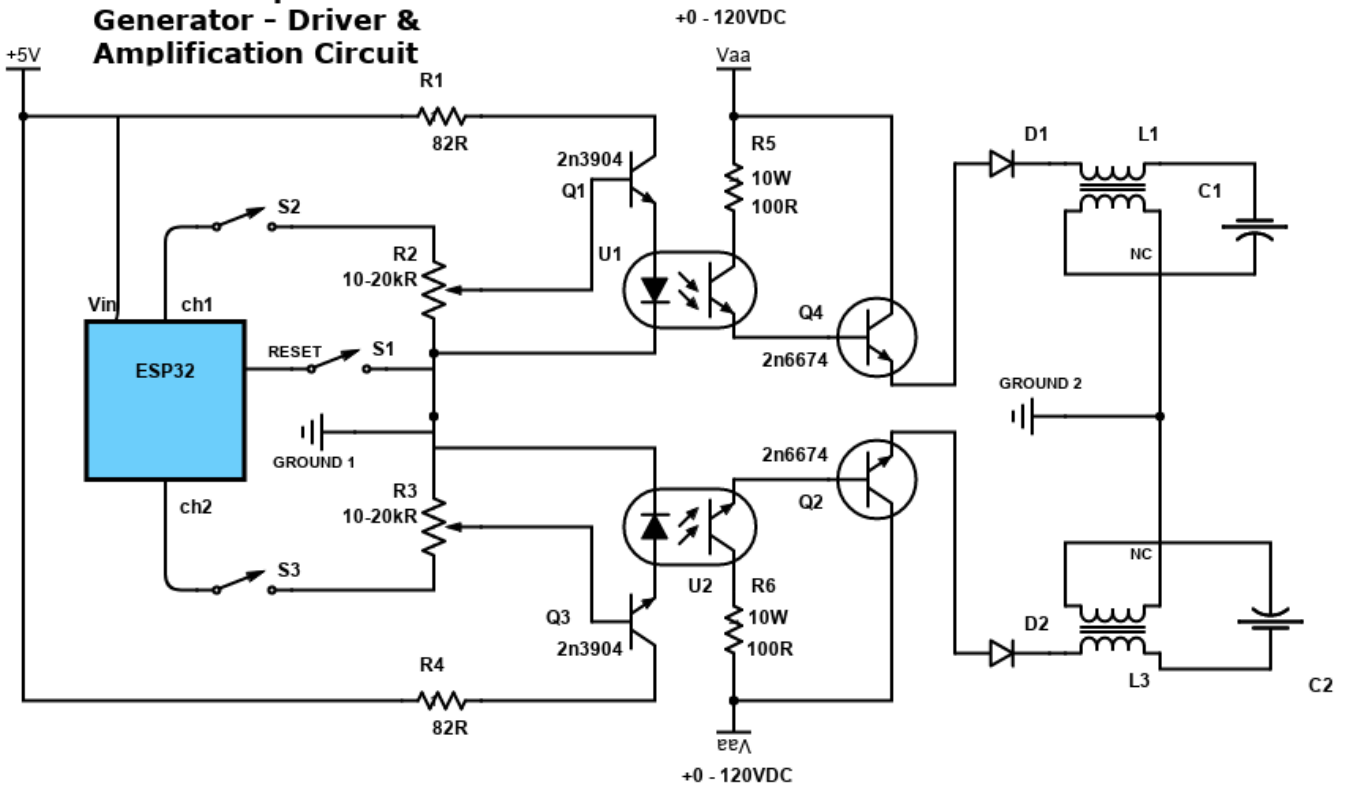 Generator - Driver &
Amplification Circuit
+0 - 120VDC
+5V
Vaa
R1
82R
2n3904
Q1
R5
10W
100R
D1
L1
C1
S2
R2
10-20kR
U1
NC
Vin
ch1
Q4
2n6674
RESET
S1
ESP32
GROUND 2
GROUND 1
2n6674
Q2
R3
10-20kR
ch2
NC
S3
U2
R6
10W
100R
Q3
2n3904
D2
R4
82R
L3
C2
Vaa
+0 - 120VDC